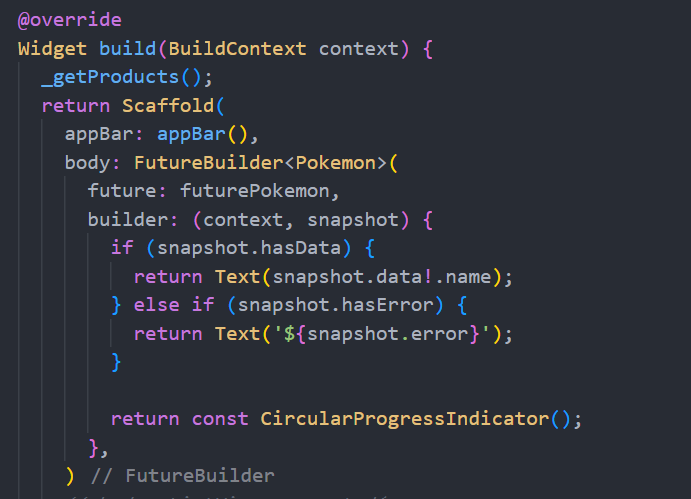 @override
Widget build(BuildContext context) {
_getProducts();
return Scaffold(
appBar: appBar(),
body: FutureBuilder<Pokemon>(
future: futurePokemon,
builder: (context, snapshot) {
if (snapshot.hasData) {
return Text(snapshot.data!.name);
} else if (snapshot.hasError) {
return Text('${snapshot.error}');
}
return const CircularProgressIndicator();
},
) // FutureBuilder